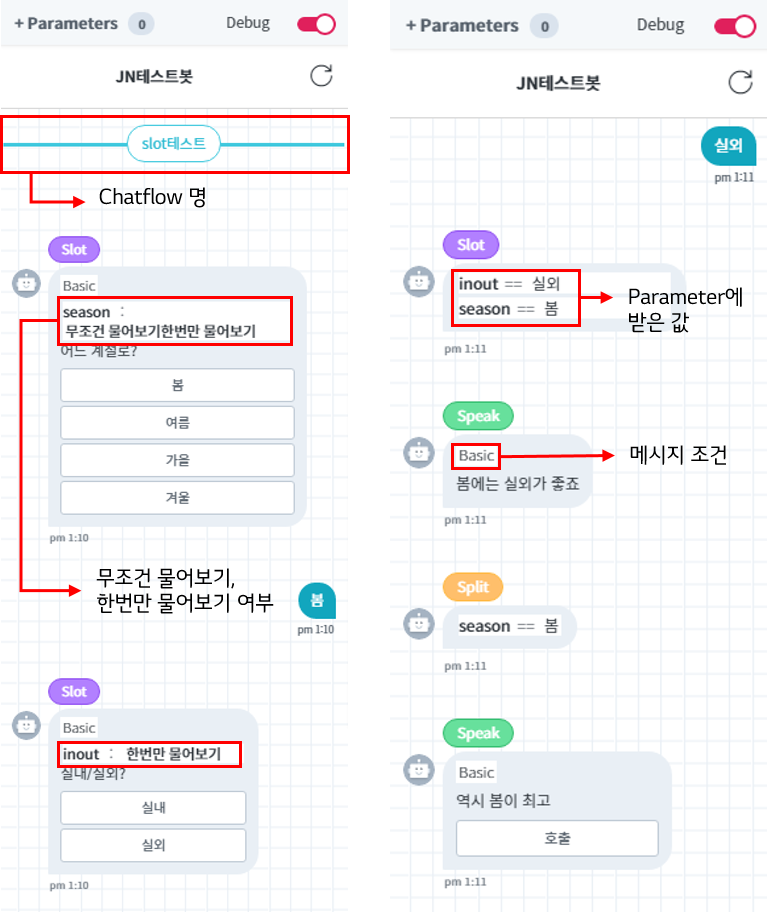 + Parameters 0 Debug
JN테스트봇
slot테스트
Chatflow 명
Slot
Basic
season :
무조건 물어보기한번만 물어보기
어느 계절로?
봄
여름
가을
겨울
pm 1:10
무조건 물어보기,
한번만 물어보기 여부
봄
pm 1:10
Slot
Basic
inout : 한번만 물어보기
실내/실외?
실내
실외
pm 1:10
+ Parameters 0 Debug
JN테스트봇
실외
pm 1:11
Slot
inout == 실외
season == 봄
Parameter에
받은 값
pm 1:11
Speak
Basic
메시지 조건
봄에는 실외가 좋죠
pm 1:11
Split
season == 봄
pm 1:11
Speak
Basic
역시 봄이 최고
호출
pm 1:11